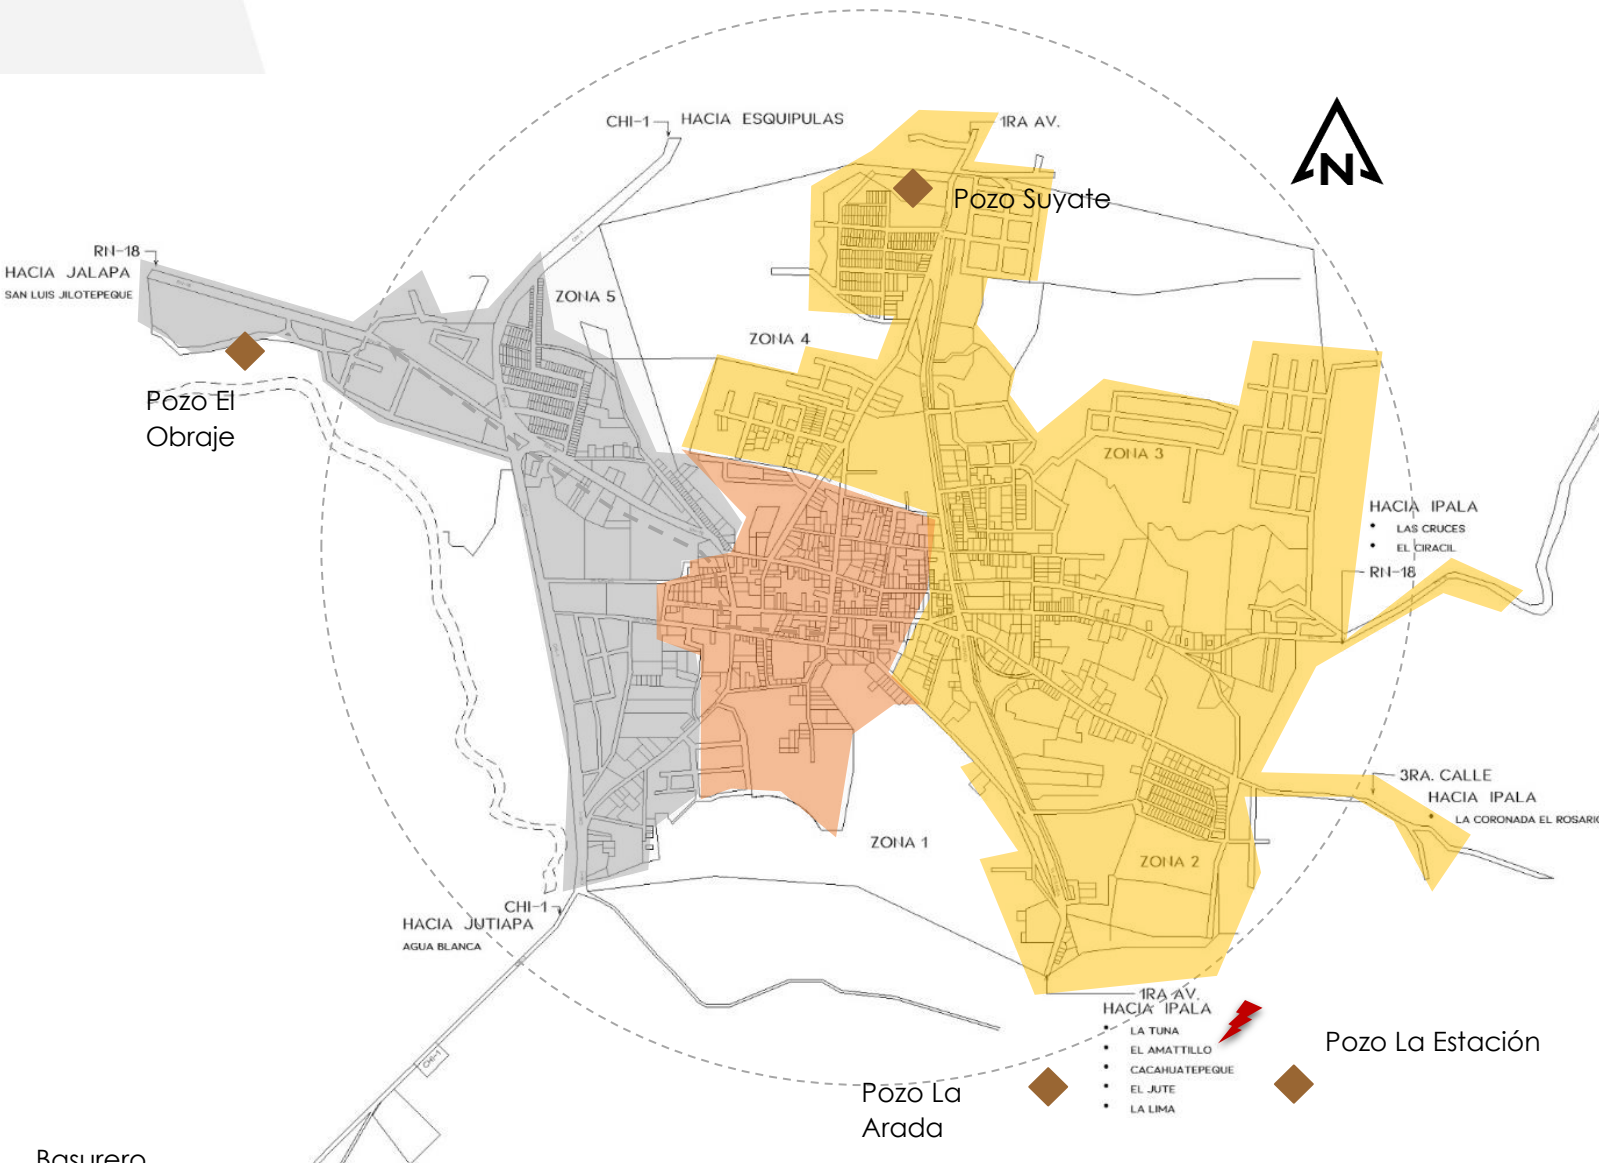 CHI-1
HACIA ESQUIPULAS
1RA AV.
N
Pozo Suyate
RN-18
HACIA JALAPA
SAN LUIS JILOTEPEQUE
ZONA 5
ZONA 4
Pozo El
Obraje
ZONA 3
HACIA IPALA
• LAS CRUCES
• EL CIRACIL
RN-18
3RA. CALLE
HACIA IPALA
• LA CORONADA EL ROSARIO
ZONA 1
ZONA 2
CHI-1
HACIA JUTIAPA
AGUA BLANCA
1RA AV.
HACIA IPALA
• LA TUNA
• EL AMATTILLO
• CACAHUATEPEQUE
• EL JUTE
• LA LIMA
Pozo La Estación
Pozo La
Arada
CHI-1
Basurero